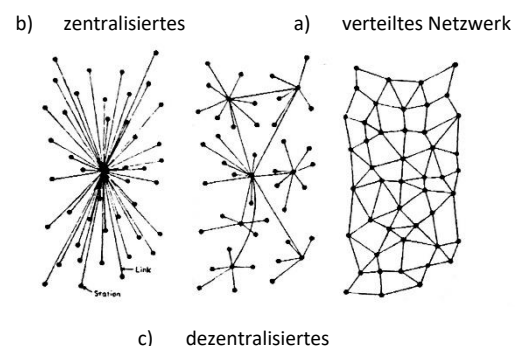 b) zentralisiertes a) verteiltes Netzwerk
Link
Station
c) dezentralisiertes